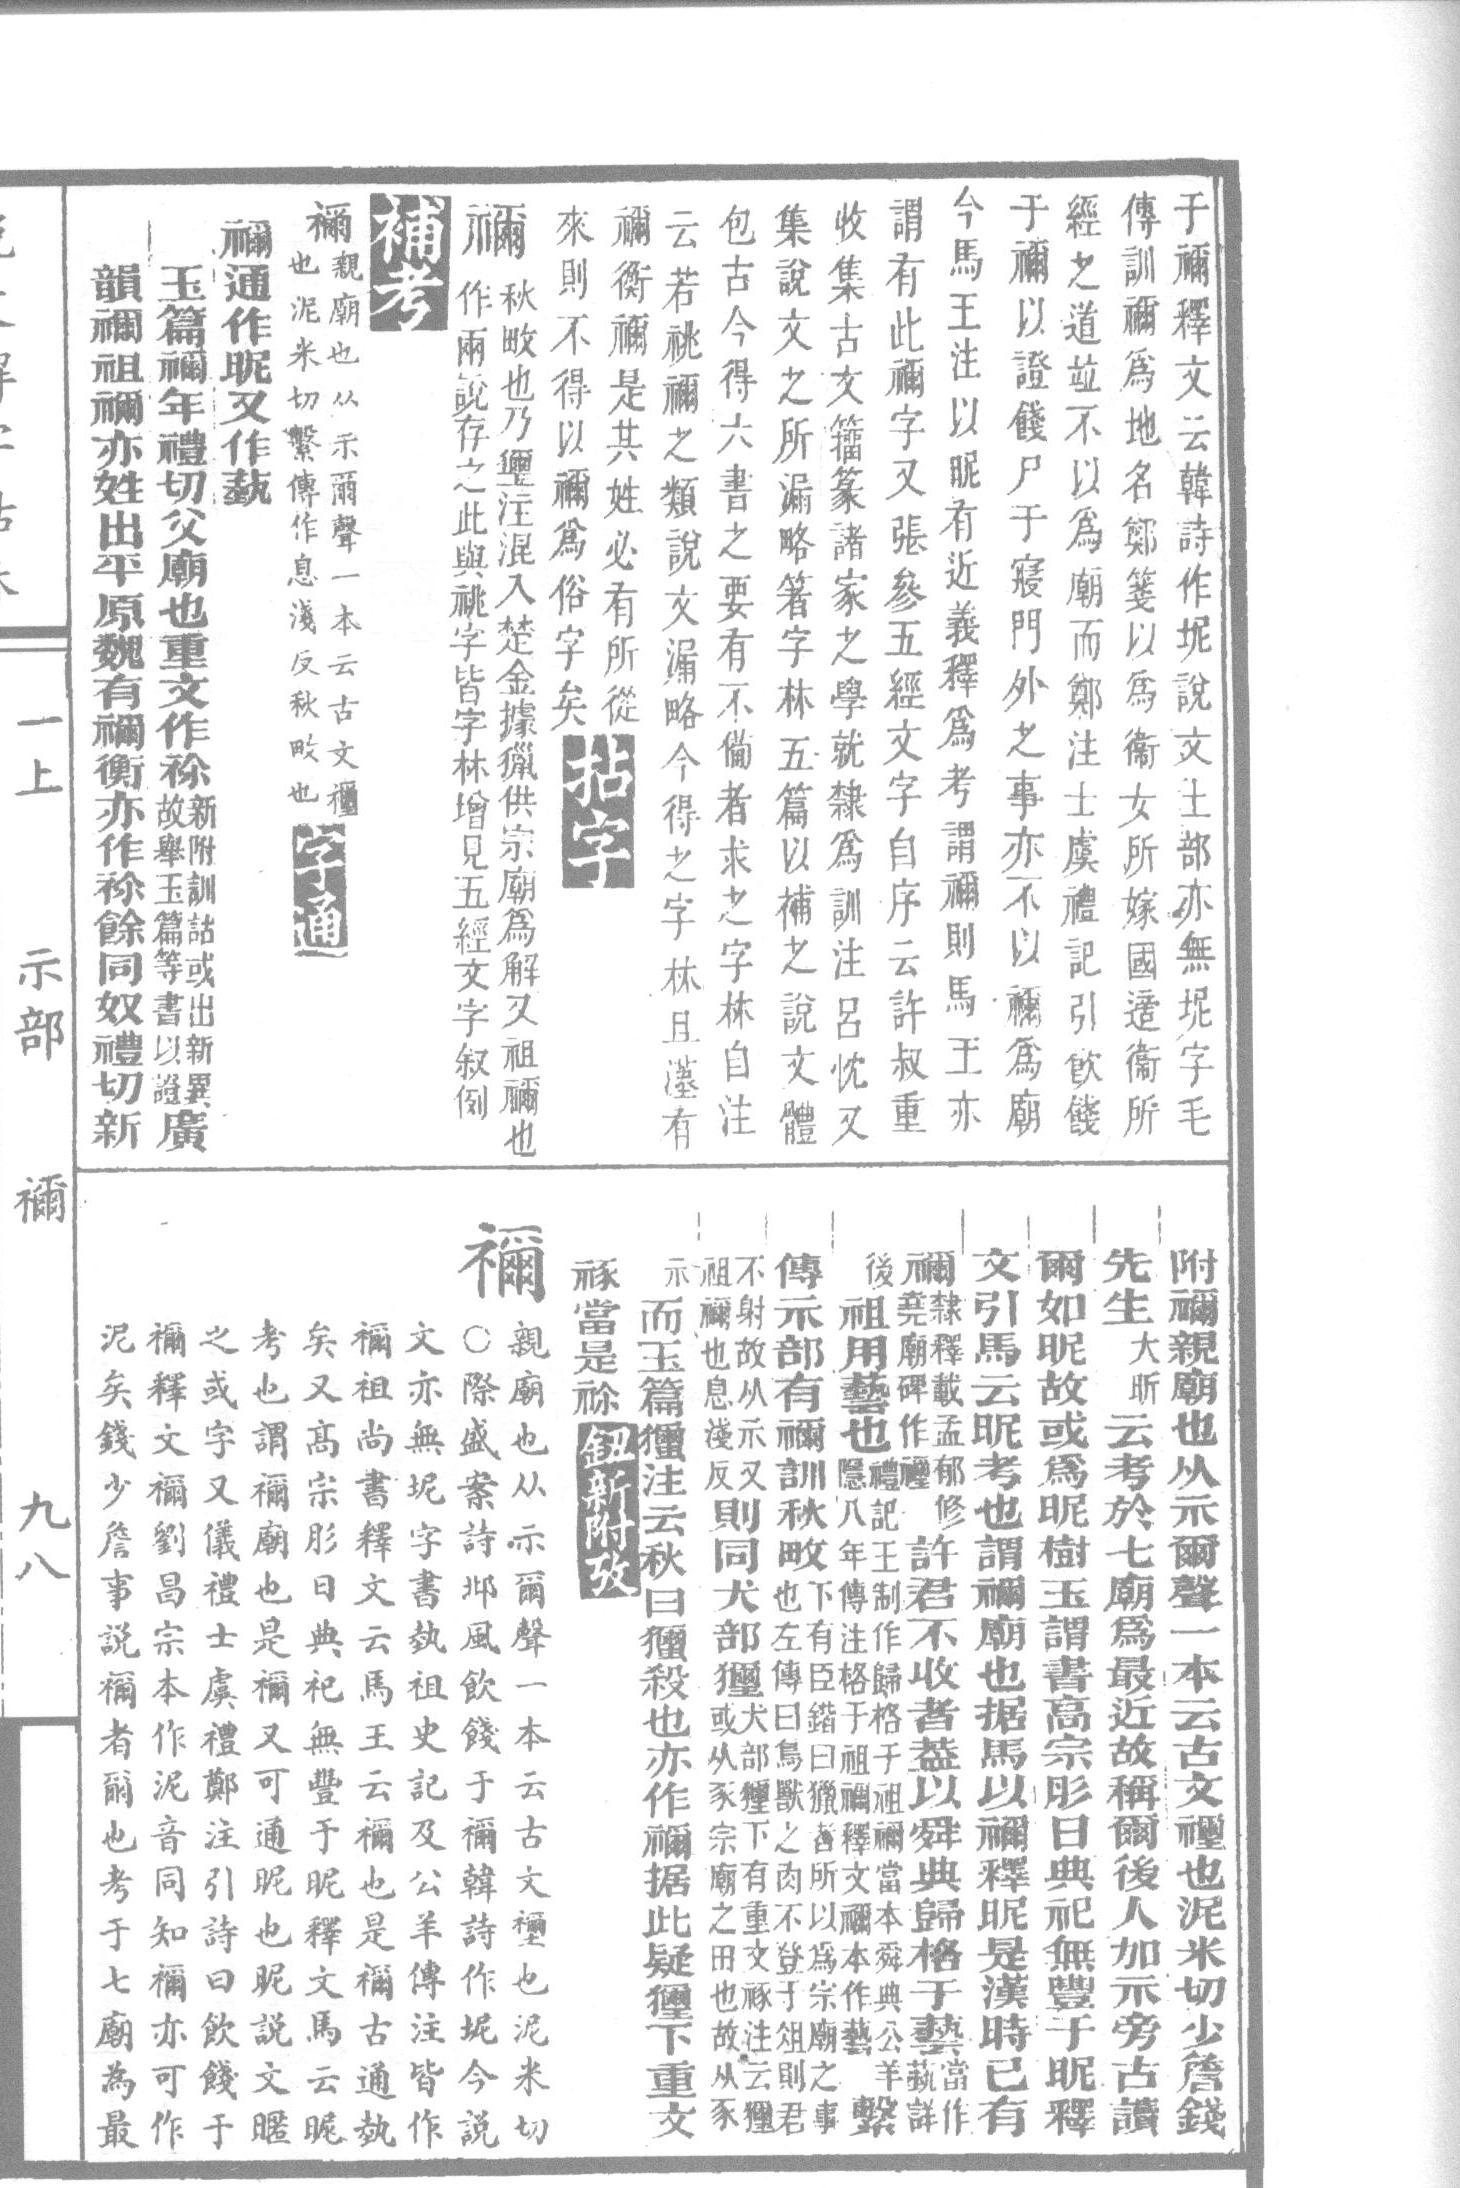 于禰釋文云韓詩作坭說文土部亦無坭字毛
傳訓禰爲地名鄭箋以爲衞女所嫁國適衞所
經之道並不以爲廟而鄭注士虞禮記引飮餞
于禰以證餞尸于寢門外之事亦不以禰爲廟
今馬王注以昵有近義釋爲考謂禰則馬王亦
謂有此禰字又張參五經文字自序云許叔重
收集古文籀篆諸家之學就隸爲訓注呂忱又
集說文之所漏略箸字林五篇以補之說文體
包古今得六書之要有不備者求之字林自注
云若祧禰之類說文漏略今得之字林且漢有
禰衡禰是其姓必有所從
來則不得以禰爲俗字矣
拈字
禰
秋畋也乃獮注混入楚金據獵供宗廟爲解又祖禰也
作兩說存之此與祧字皆字林增見五經文字叙例
補考
禰
親廟也从示爾聲一本云古文𥜬
也泥米切繫傳作息淺反秋畋也
字通
禰通作昵又作埶
玉篇禰年禮切父廟也重文作祢
新附訓詁或出新異
故舉玉篇等書以證
廣
韻禰祖禰亦姓出平原魏有禰衡亦作祢餘同奴禮切新
附禰親廟也从示爾聲一本云古文𥜬也泥米切少詹錢
先生
大昕
云考於七廟爲最近故稱爾後人加示旁古讀
爾如昵故或爲昵樹玉謂書高宗肜日典祀無豐于昵釋
文引馬云昵考也謂禰廟也据馬以禰釋昵是漢時已有
禰
隸釋載孟郁修
堯廟碑作𥜬
許君不收者葢以舜典歸格于藝
當作
埶詳
後
祖用藝也
禮記王制作歸格于祖禰當本舜典公羊
隱八年傳注格于祖禰釋文禰本作藝
繫
傳示部有禰訓秋畋
下有臣鍇曰獵者所以爲宗廟之事
也左傳曰鳥獸之肉不登于俎則君
不射故从示又
祖禰也息淺反
則同犬部獮
犬部獮下有重文䄠注云獮
或从豕宗廟之田也故从豕
示
而玉篇獮注云秋曰獮殺也亦作禰据此疑獮下重文
䄠當是祢
鈕新附攷
禰
親廟也从示爾聲一本云古文𥜬也泥米切
〇際盛案詩邶風飲餞于禰韓詩作坭今説
文亦無坭字書埶祖史記及公羊傳注皆作
禰祖尚書釋文云馬王云禰也是禰古通埶
矣又髙宗肜日典祀無豐于昵釋文馬云昵
考也謂禰廟也是禰又可通昵也昵説文暱
之或字又儀禮士虞禮鄭注引詩曰飲餞于
禰釋文禰劉昌宗本作泥音同知禰亦可作
泥矣錢少詹事説禰者爾也考于七廟為最
一上
示部
禰
九八